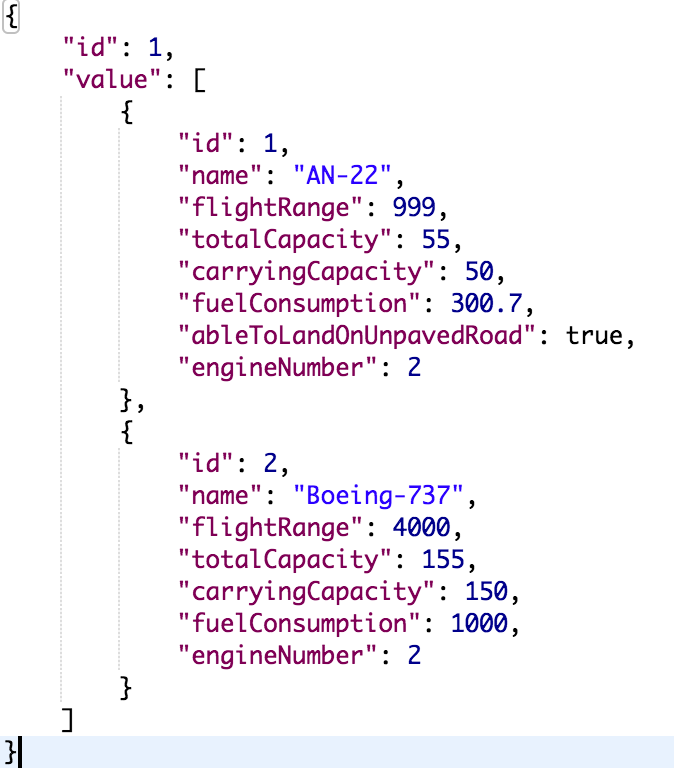 {
    "id": 1,
    "value": [
        {
            "id": 1,
            "name": "AN-22",
            "flightRange": 999,
            "totalCapacity": 55,
            "carryingCapacity": 50,
            "fuelConsumption": 300.7,
            "ableToLandOnUnpavedRoad": true,
            "engineNumber": 2
        },
        {
            "id": 2,
            "name": "Boeing-737",
            "flightRange": 4000,
            "totalCapacity": 155,
            "carryingCapacity": 150,
            "fuelConsumption": 1000,
            "engineNumber": 2
        }
    ]
}